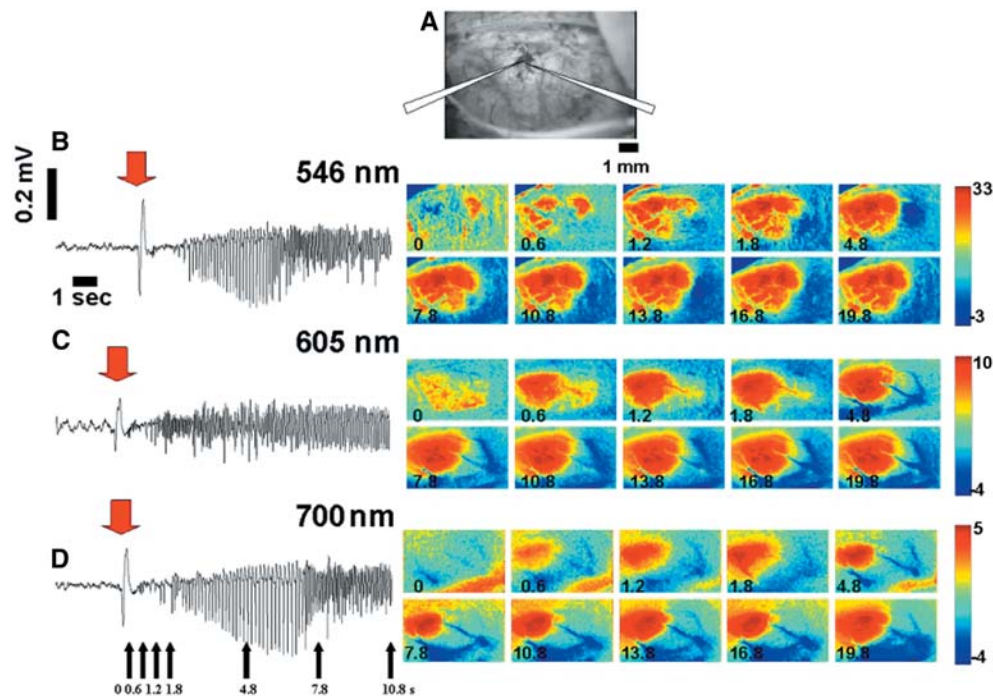 A
1 mm
B
0.2 mV
1 sec
546 nm
0 0.6 1.2 1.8 4.8
7.8 10.8 13.8 16.8 19.8
33
-3
C
605 nm
0 0.6 1.2 1.8 4.8
7.8 10.8 13.8 16.8 19.8
10
-4
D
700 nm
0 0.6 1.2 1.8 4.8
7.8 10.8 13.8 16.8 19.8
5
-4
0 0.6 1.2 1.8 4.8 7.8 10.8 s